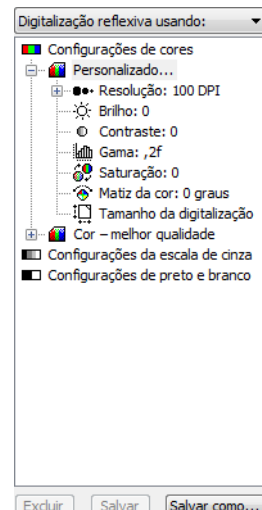 Digitalização reflexiva usando:
Configurações de cores
Personalizado...
Resolução: 100 DPI
Brilho: 0
Contraste: 0
Gama: ,2f
Saturação: 0
Matiz da cor: 0 graus
Tamanho da digitalização
Cor – melhor qualidade
Configurações da escala de cinza
Configurações de preto e branco
Excluir Salvar Salvar como...